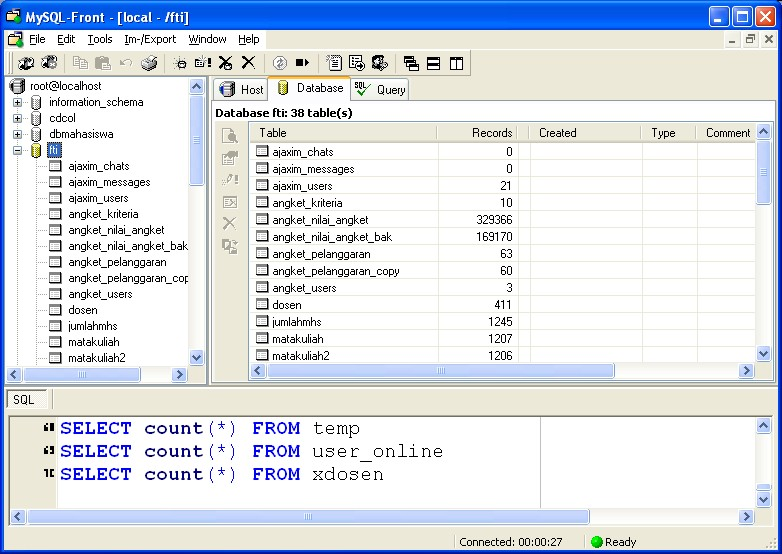 MySQL-Front - [local - /fti]
File Edit Tools Im-/Export Window Help
root@localhost
information_schema
cdcol
dbmahasiswa
fti
ajaxim_chats
ajaxim_messages
ajaxim_users
angket_kriteria
angket_nilai_angket
angket_nilai_angket_bak
angket_pelanggaran
angket_pelanggaran_cop
angket_users
dosen
jumlahmhs
matakuliah
matakuliah2
Host Database SQL Query
Database fti: 38 table(s)
Table Records Created Type Comment
ajaxim_chats 0
ajaxim_messages 0
ajaxim_users 21
angket_kriteria 10
angket_nilai_angket 329366
angket_nilai_angket_bak 169170
angket_pelanggaran 63
angket_pelanggaran_copy 60
angket_users 3
dosen 411
jumlahmhs 1245
matakuliah 1207
matakuliah2 1206
SQL
SELECT count(*) FROM temp
SELECT count(*) FROM user_online
SELECT count(*) FROM xdosen
Connected: 00:00:27 Ready